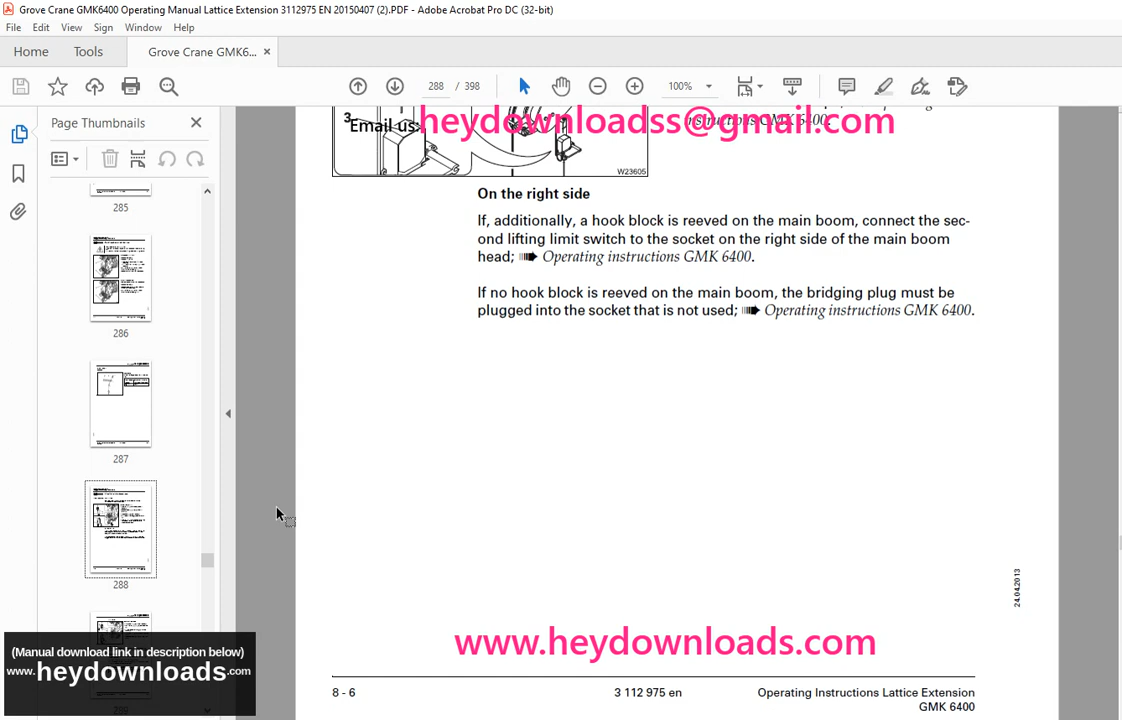 Grove Crane GMK6400 Operating Manual Lattice Extension 3112975 EN 20150407 (2).PDF - Adobe Acrobat Pro DC (32-bit)
File Edit View Sign Window Help
Home Tools Grove Crane GMK6... ×
288 / 398 100%
Page Thumbnails
285
286
287
288
3
Email us: heydownloadss@gmail.com
instructions GMK 6400.
W23605
On the right side
If, additionally, a hook block is reeved on the main boom, connect the sec-
ond lifting limit switch to the socket on the right side of the main boom
head; ➠ Operating instructions GMK 6400.
If no hook block is reeved on the main boom, the bridging plug must be
plugged into the socket that is not used; ➠ Operating instructions GMK 6400.
24.04.2013
(Manual download link in description below)
www.heydownloads.com
www.heydownloads.com
8 - 6 3 112 975 en Operating Instructions Lattice Extension
GMK 6400